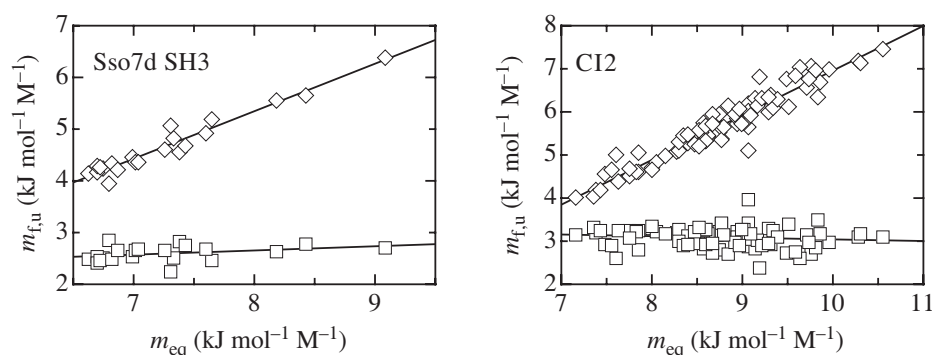 Sso7d SH3
7
6
5
4
3
2
m_f,u (kJ mol⁻¹ M⁻¹)
7 8 9
m_eq (kJ mol⁻¹ M⁻¹)
CI2
8
7
6
5
4
3
2
m_f,u (kJ mol⁻¹ M⁻¹)
7 8 9 10 11
m_eq (kJ mol⁻¹ M⁻¹)